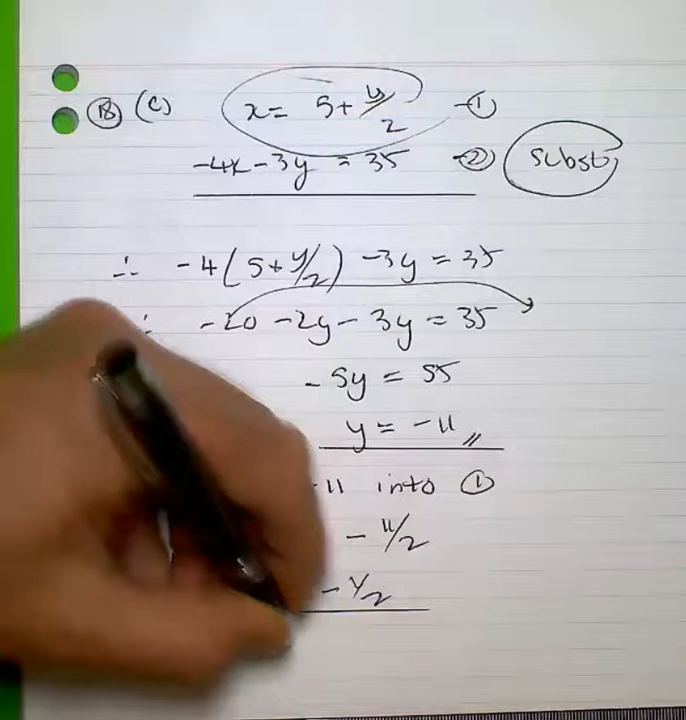 18 (c) x = 5 + y/2 -①
-4x - 3y = 35 -② subst,
∴ -4(5 + y/2) - 3y = 35
∴ -20 - 2y - 3y = 35
-5y = 55
y = -11
-11 into ①
- 11/2
- 1/2